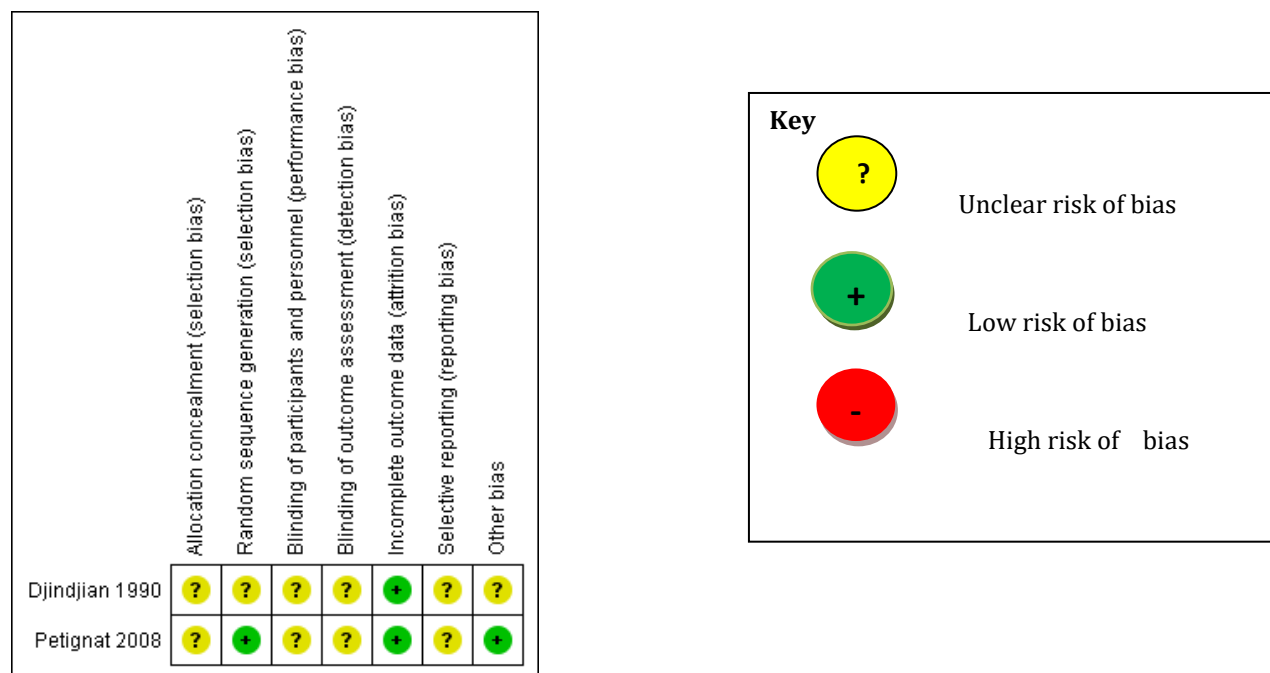 Allocation concealment (selection bias)
Random sequence generation (selection bias)
Blinding of participants and personnel (performance bias)
Blinding of outcome assessment (detection bias)
Incomplete outcome data (attrition bias)
Selective reporting (reporting bias)
Other bias
Djindjian 1990 ? ? ? ? + ? ?
Petignat 2008 ? + ? ? + ? +
Key
? Unclear risk of bias
+ Low risk of bias
- High risk of bias